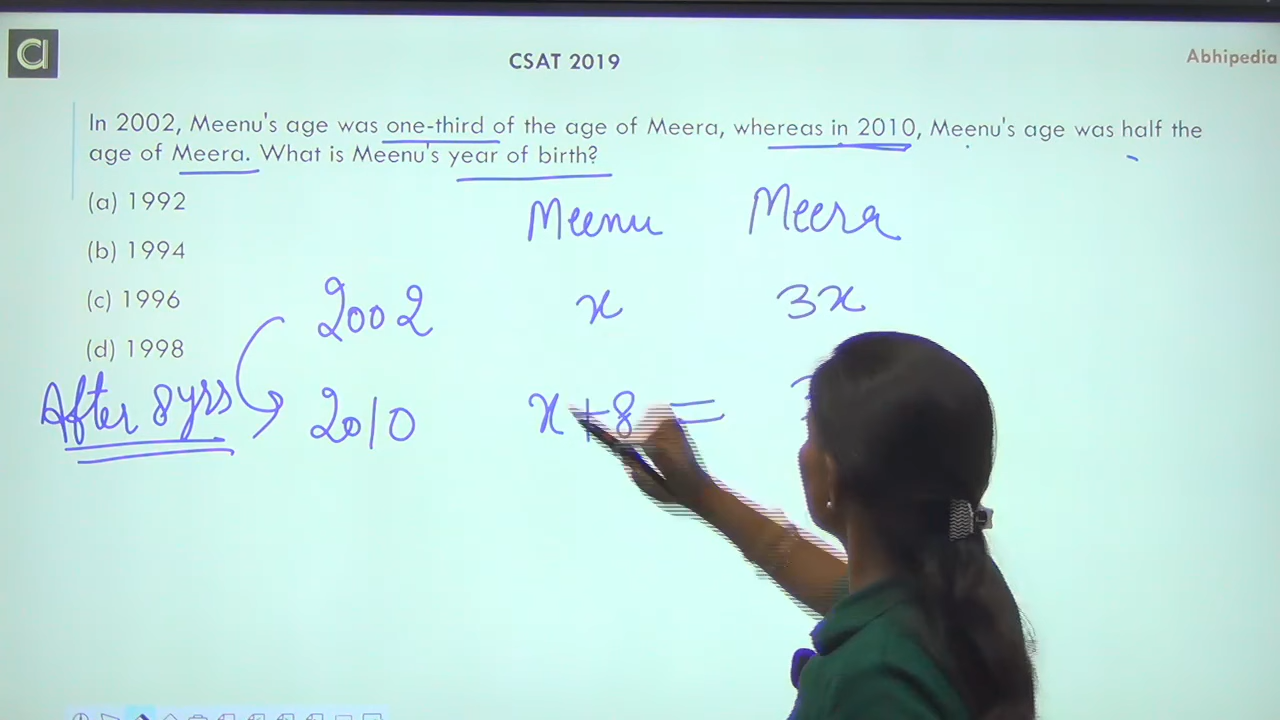 CSAT 2019
Abhipedia
In 2002, Meenu's age was one-third of the age of Meera, whereas in 2010, Meenu's age was half the
age of Meera. What is Meenu's year of birth?
(a) 1992
(b) 1994
(c) 1996
(d) 1998
Meenu Meera
2002 x 3x
After 8 yrs
2010 x+8 =